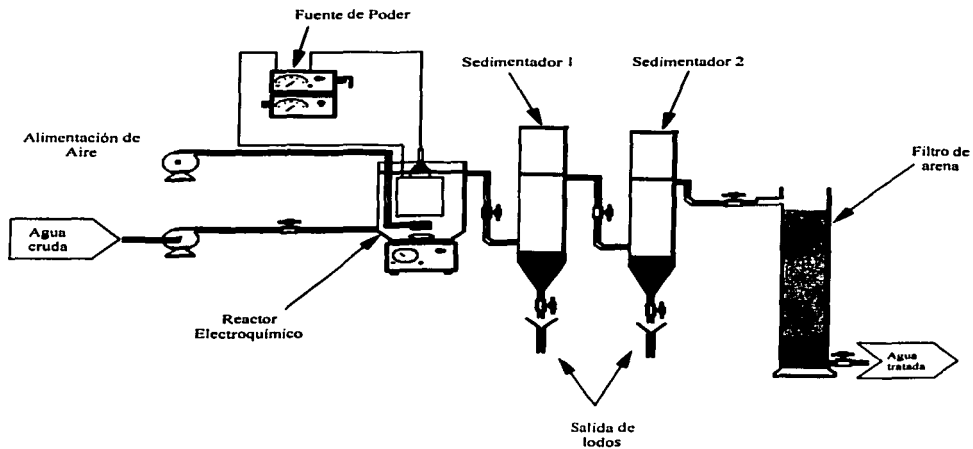 Fuente de Poder
Sedimentador 1
Sedimentador 2
Alimentación de
Aire
Filtro de
arena
Agua
cruda
Reactor
Electroquímico
Agua
tratada
Salida de
lodos